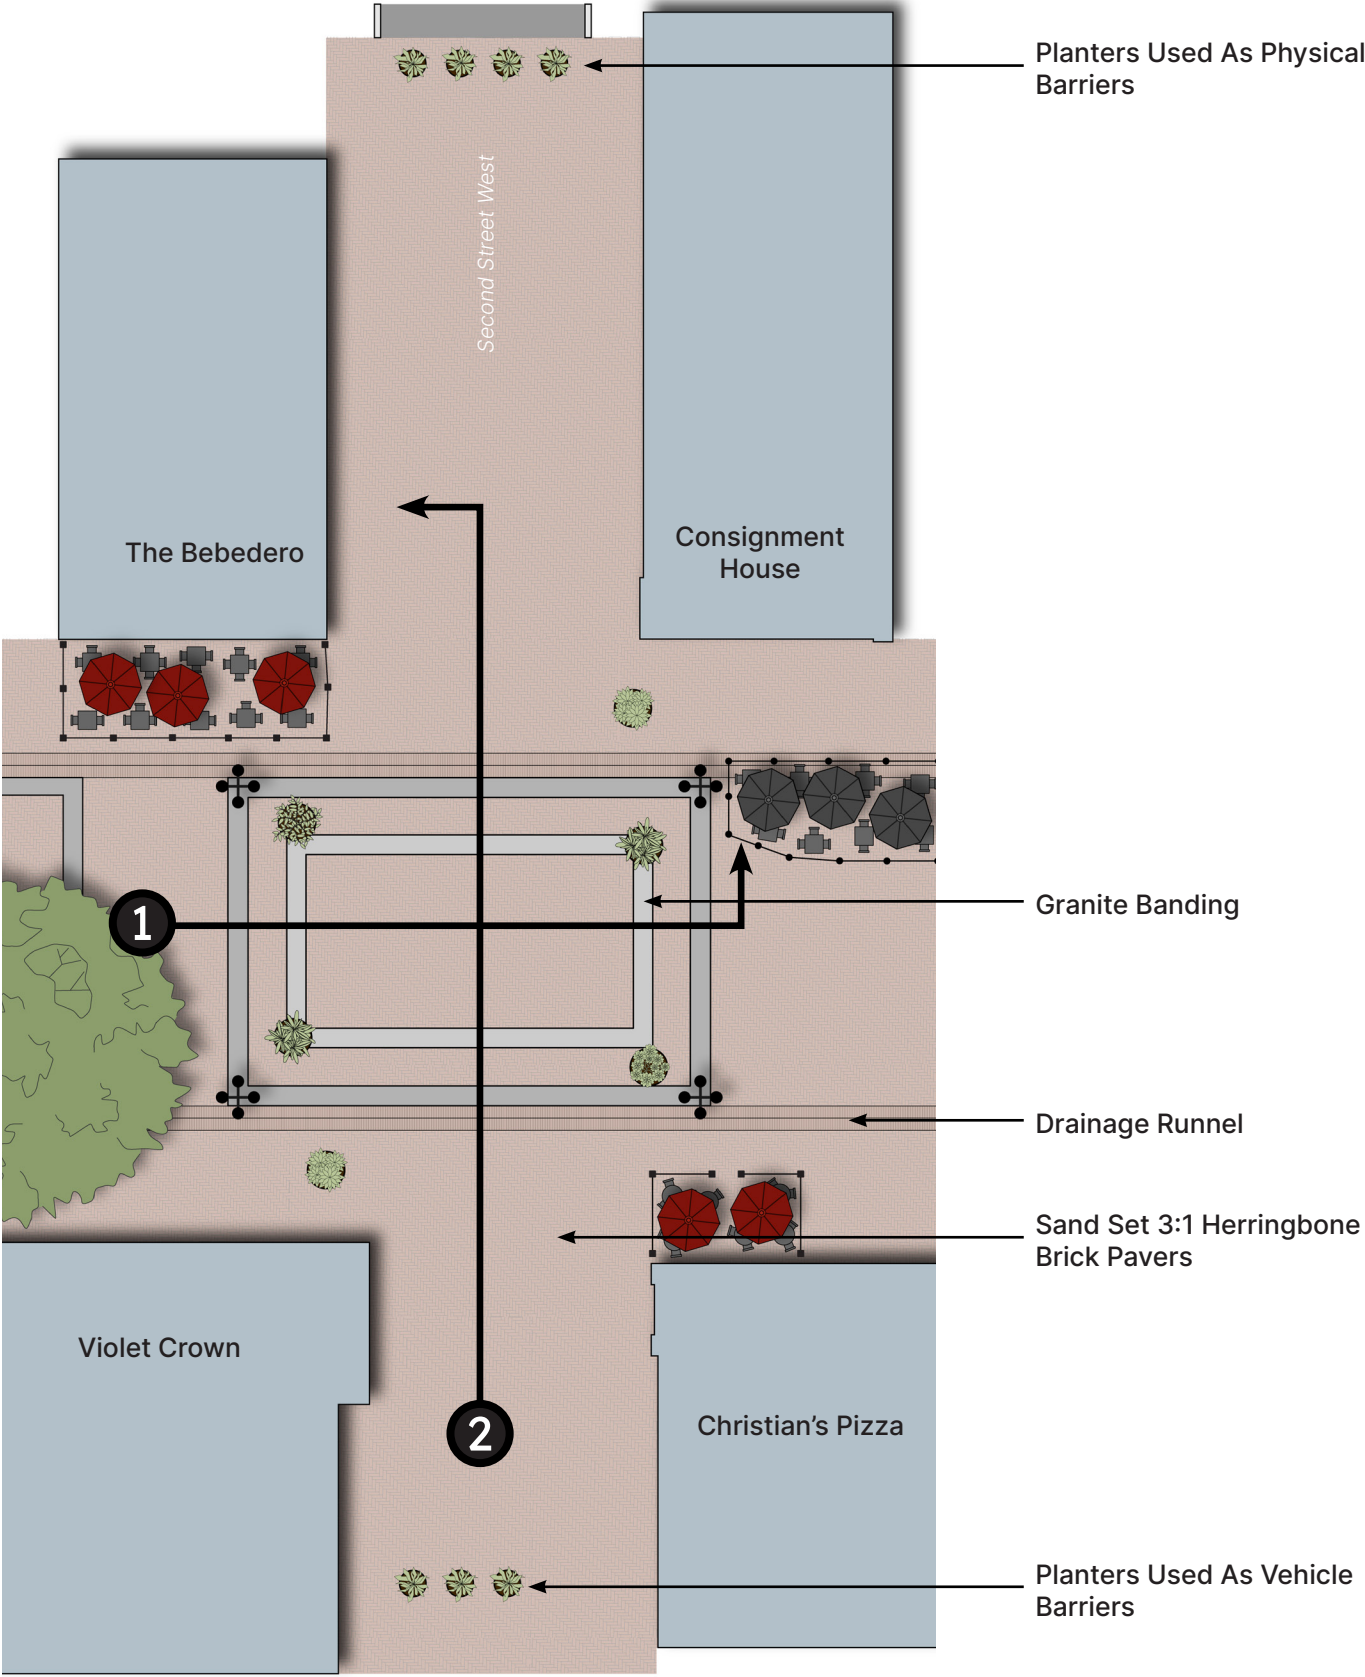 Planters Used As Physical
Barriers
Second Street West
The Bebedero
Consignment
House
1
Granite Banding
Drainage Runnel
Sand Set 3:1 Herringbone
Brick Pavers
Violet Crown
Christian's Pizza
2
Planters Used As Vehicle
Barriers